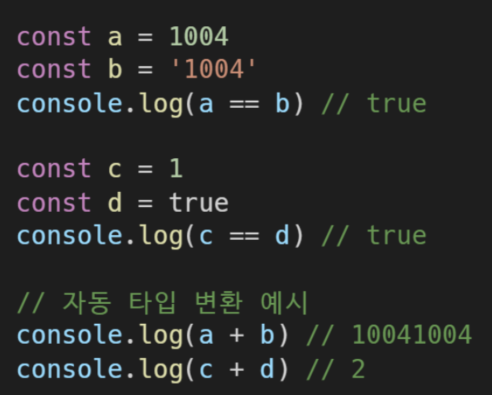 const a = 1004
const b = '1004'
console.log(a == b) // true
const c = 1
const d = true
console.log(c == d) // true
// 자동 타입 변환 예시
console.log(a + b) // 10041004
console.log(c + d) // 2